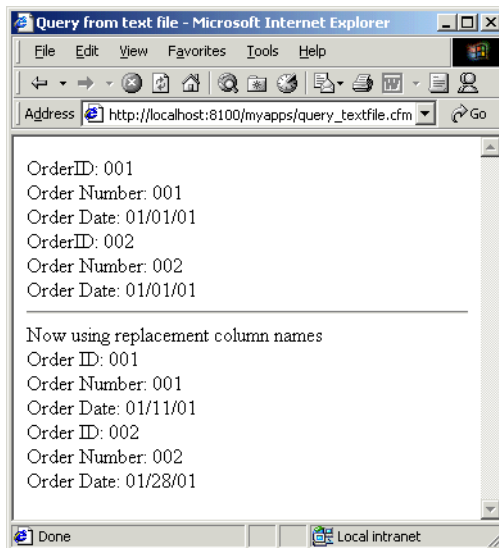 Query from text file - Microsoft Internet Explorer
File Edit View Favorites Tools Help
Address http://localhost:8100/myapps/query_textfile.cfm Go
OrderID: 001
Order Number: 001
Order Date: 01/01/01
OrderID: 002
Order Number: 002
Order Date: 01/01/01
Now using replacement column names
Order ID: 001
Order Number: 001
Order Date: 01/11/01
Order ID: 002
Order Number: 002
Order Date: 01/28/01
Done Local intranet